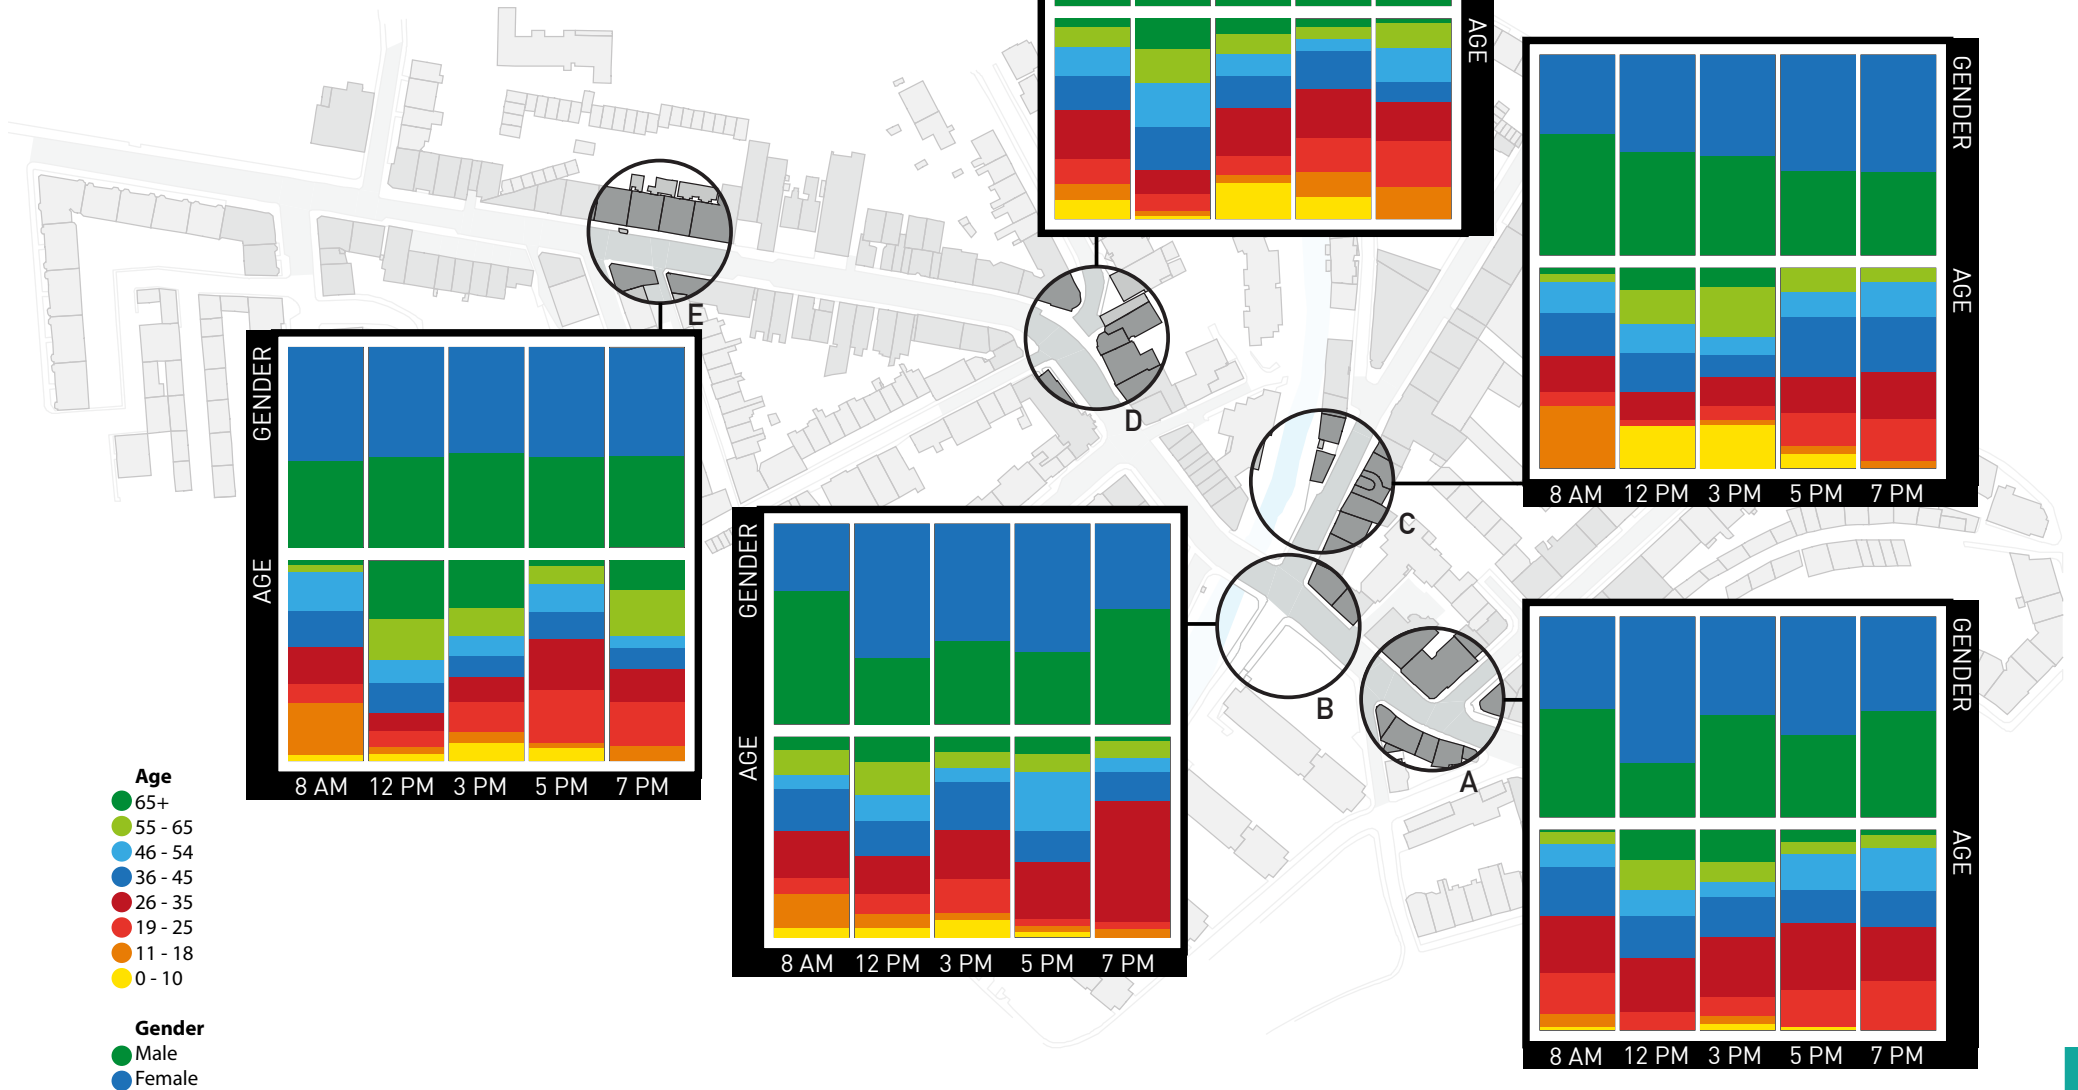 AGE
GENDER
AGE
8 AM 12 PM 3 PM 5 PM 7 PM
E
D
C
B
A
GENDER
AGE
8 AM 12 PM 3 PM 5 PM 7 PM
GENDER
AGE
8 AM 12 PM 3 PM 5 PM 7 PM
GENDER
AGE
8 AM 12 PM 3 PM 5 PM 7 PM
Age
65+
55 - 65
46 - 54
36 - 45
26 - 35
19 - 25
11 - 18
0 - 10
Gender
Male
Female